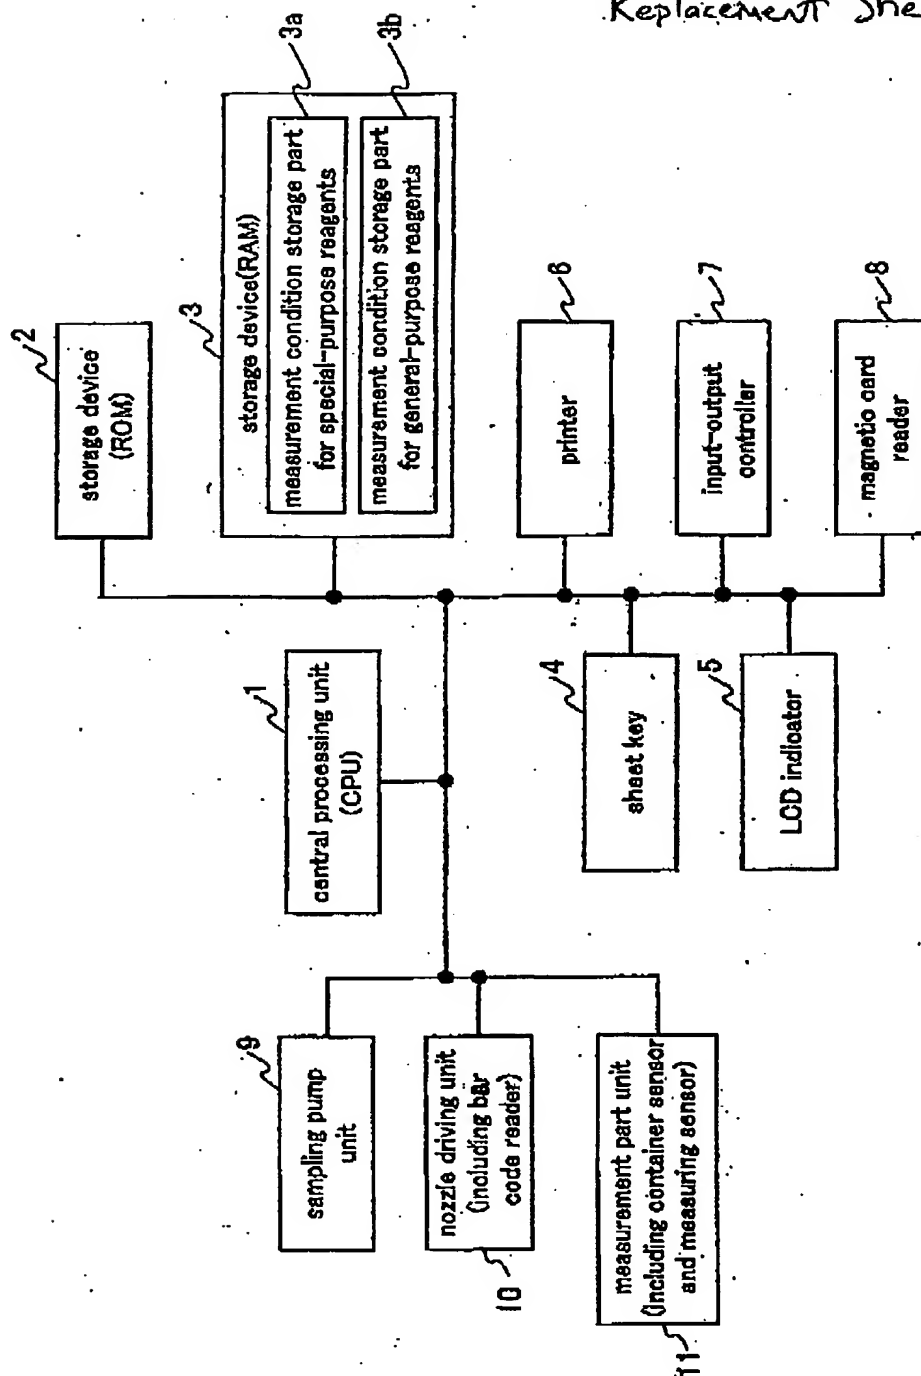 Replacement She
2
storage device
(ROM)
3
storage device(RAM)
3a
measurement condition storage part
for special-purpose reagents
3b
measurement condition storage part
for general-purpose reagents
1
central processing unit
(CPU)
6
printer
7
input-output
controller
8
magnetic card
reader
4
sheet key
5
LCD indicator
9
sampling pump
unit
10
nozzle driving unit
(including bar
code reader)
11
measurement part unit
(including container sensor
and measuring sensor)